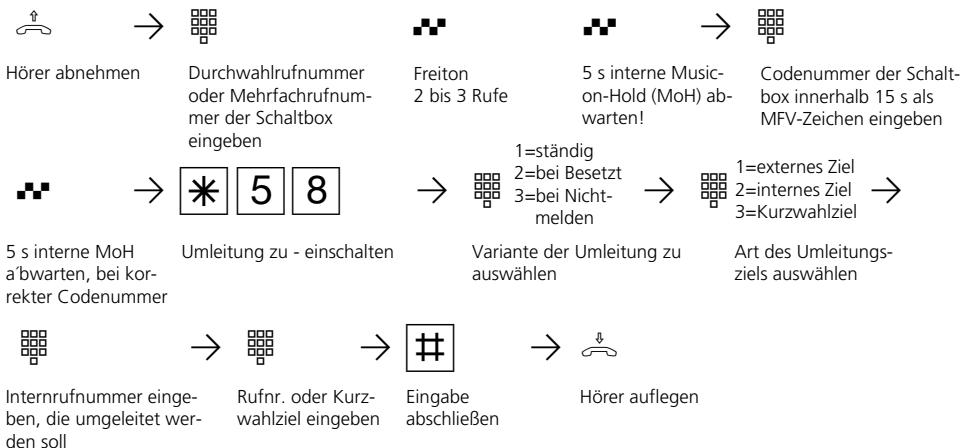 Hörer abnehmen
Durchwahlrufnummer
oder Mehrfachrufnum-
mer der Schaltbox
eingeben
Freiton
2 bis 3 Rufe
5 s interne Music-
on-Hold (MoH) ab-
warten!
Codenummer der Schalt-
box innerhalb 15 s als
MFV-Zeichen eingeben
5 s interne MoH
a´bwarten, bei kor-
rekter Codenummer
* 5 8
Umleitung zu - einschalten
1=ständig
2=bei Besetzt
3=bei Nicht-
melden
Variante der Umleitung zu
auswählen
1=externes Ziel
2=internes Ziel
3=Kurzwahlziel
Art des Umleitungs-
ziels auswählen
Internrufnummer einge-
ben, die umgeleitet wer-
den soll
Rufnr. oder Kurz-
wahlziel eingeben
#
Eingabe
abschließen
Hörer auflegen